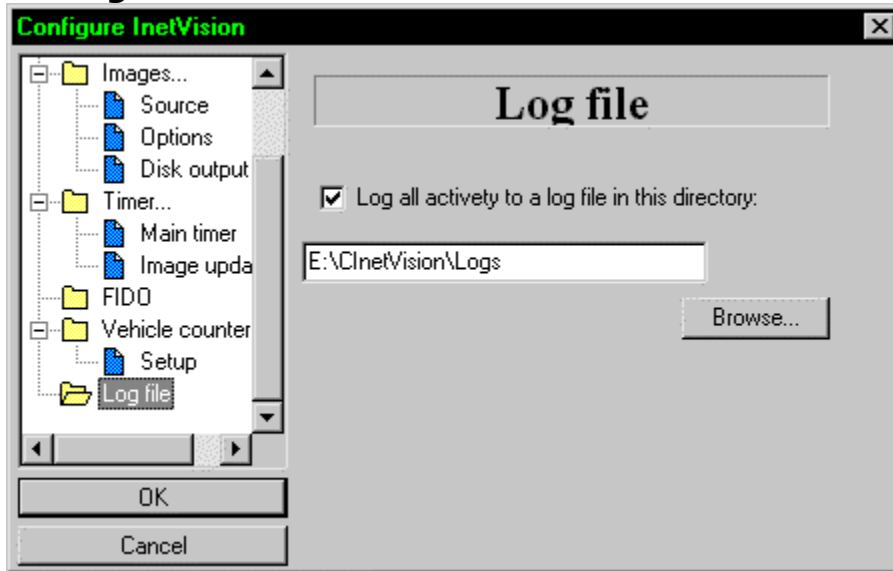 Configure InetVision
Images...
Source
Options
Disk output
Timer...
Main timer
Image upda
FIDO
Vehicle counter
Setup
Log file
OK
Cancel
Log file
Log all activety to a log file in this directory:
E:\CInetVision\Logs
Browse...